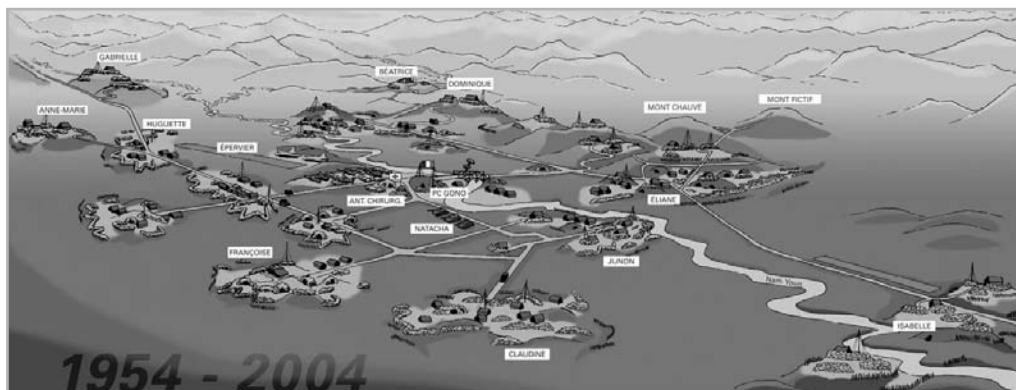 GABRIELLE
BÉATRICE
DOMINIQUE
MONT CHAUVE
MONT FICTIF
ANNE-MARIE
HUGUETTE
ÉPERVIER
ANT. CHIRURG.
PC GONO
ÉLIANE
NATACHA
FRANÇOISE
JUNON
Nam Youn
ISABELLE
CLAUDINE
1954 - 2004